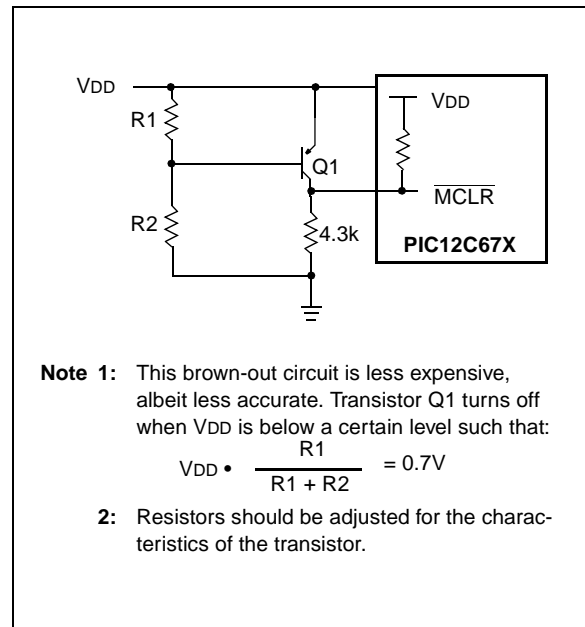 VDD
VDD
R1
Q1
MCLR
R2
4.3k
PIC12C67X
Note 1: This brown-out circuit is less expensive,
albeit less accurate. Transistor Q1 turns off
when VDD is below a certain level such that:
VDD • R1 / R1 + R2 = 0.7V
2: Resistors should be adjusted for the charac-
teristics of the transistor.